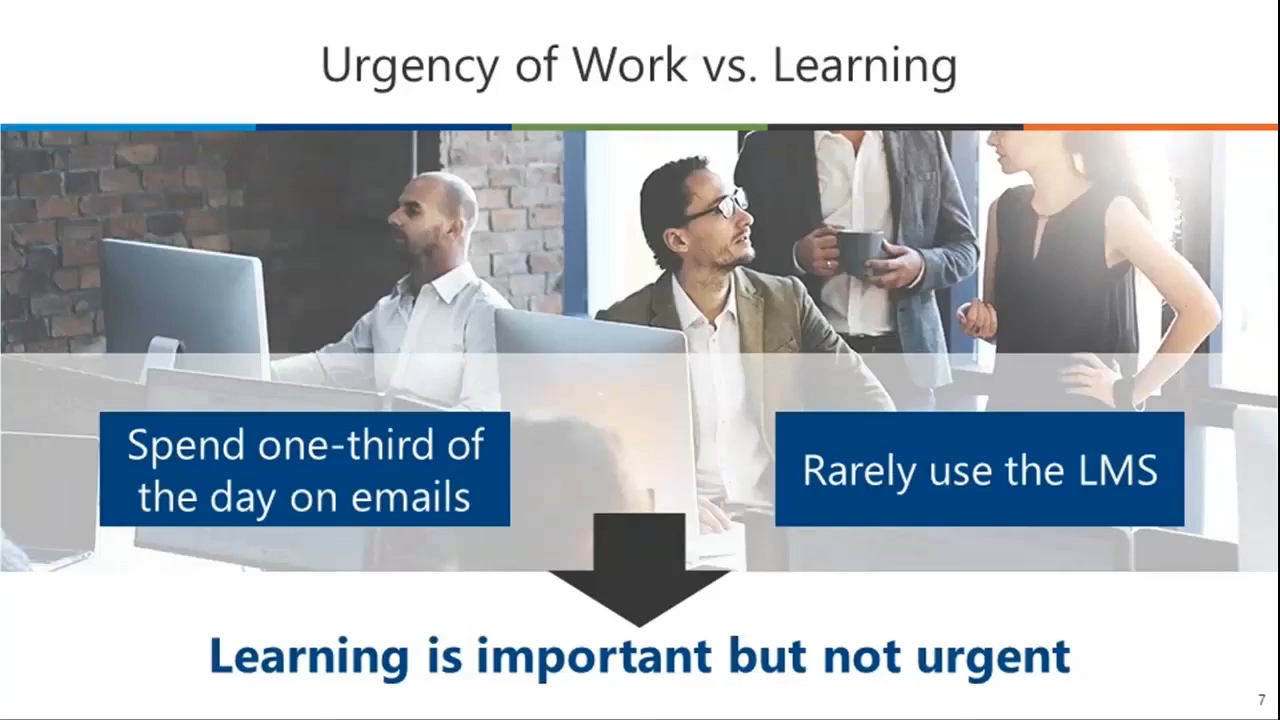 Urgency of Work vs. Learning
Spend one-third of
the day on emails
Rarely use the LMS
Learning is important but not urgent
7